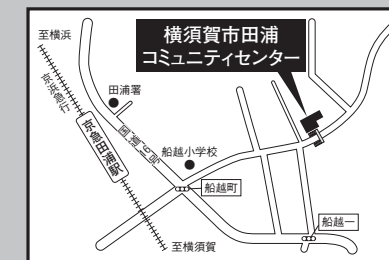 至横浜
横須賀市田浦
コミュニティセンター
京浜急行
田浦署
国道16号
京急田浦駅
船越小学校
船越町
船越一
至横須賀